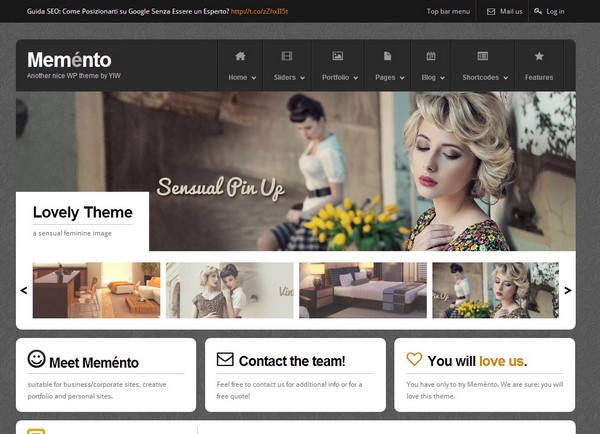 Guida SEO: Come Posizionarti su Google Senza Essere un Esperto? http://t.co/zZhxII5t
Top bar menu Mail us Log in
Meménto
Another nice WP theme by YIW
Home Sliders Portfolio Pages Blog Shortcodes Features
Sensual Pin Up
Lovely Theme
a sensual feminine image
Vin
Meet Meménto
suitable for business/corporate sites, creative
portfolio and personal sites.
Contact the team!
Feel free to contact us for additional info or for a
free quote!
You will love us.
You have only to try Meménto. We are sure: you will
love this theme.